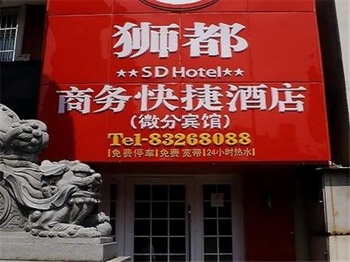 狮都
★★SD Hotel★★
商务快捷酒店
(微分宾馆)
Tel-83268088
免费停车 免费 宽带 24小时热水